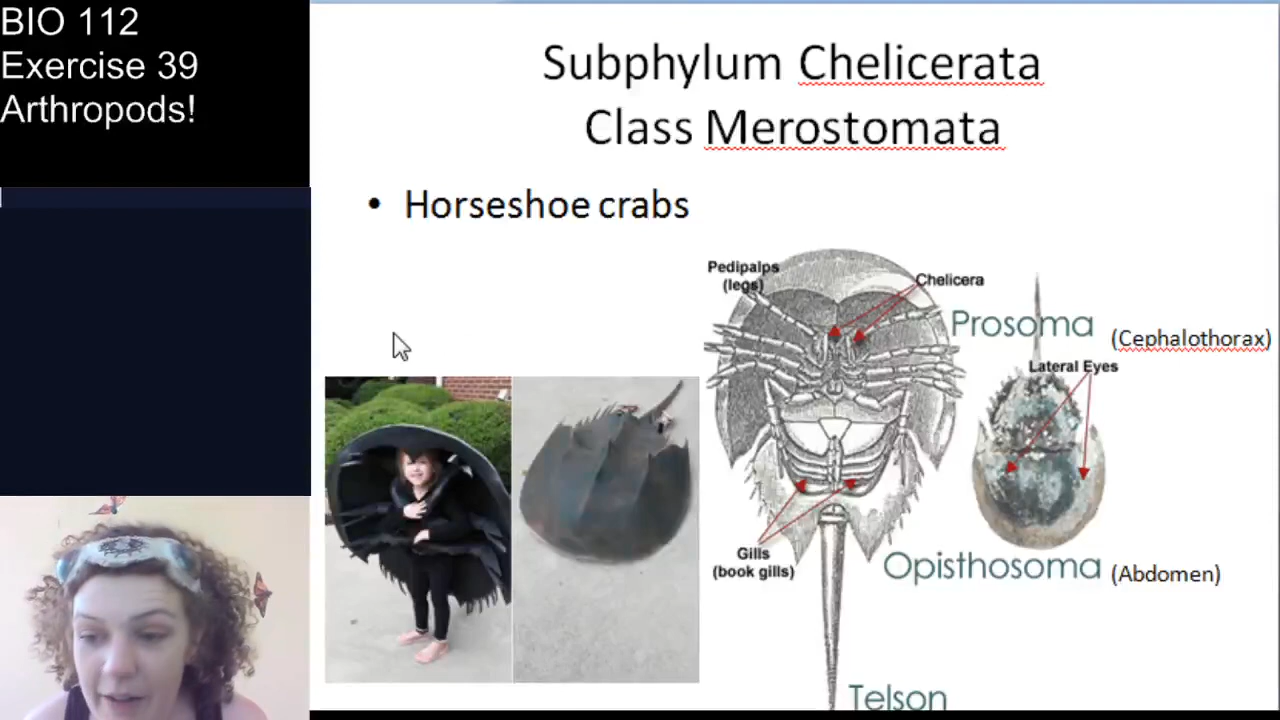 BIO 112
Exercise 39
Arthropods!
Subphylum Chelicerata
Class Merostomata
• Horseshoe crabs
Pedipalps
(legs)
Chelicera
Prosoma
(Cephalothorax)
Lateral Eyes
Gills
(book gills)
Opisthosoma
(Abdomen)
Telson